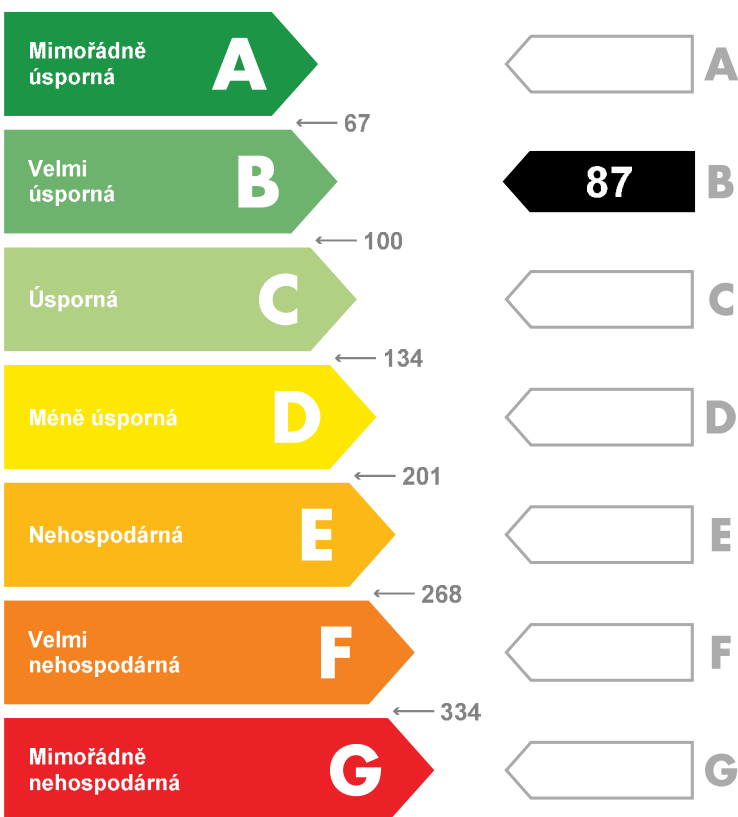 Mimořádně
úsporná
A
A
67
Velmi
úsporná
B
87
B
100
Úsporná
C
C
134
Méně úsporná
D
D
201
Nehospodárná
E
E
268
Velmi
nehospodárná
F
F
334
Mimořádně
nehospodárná
G
G